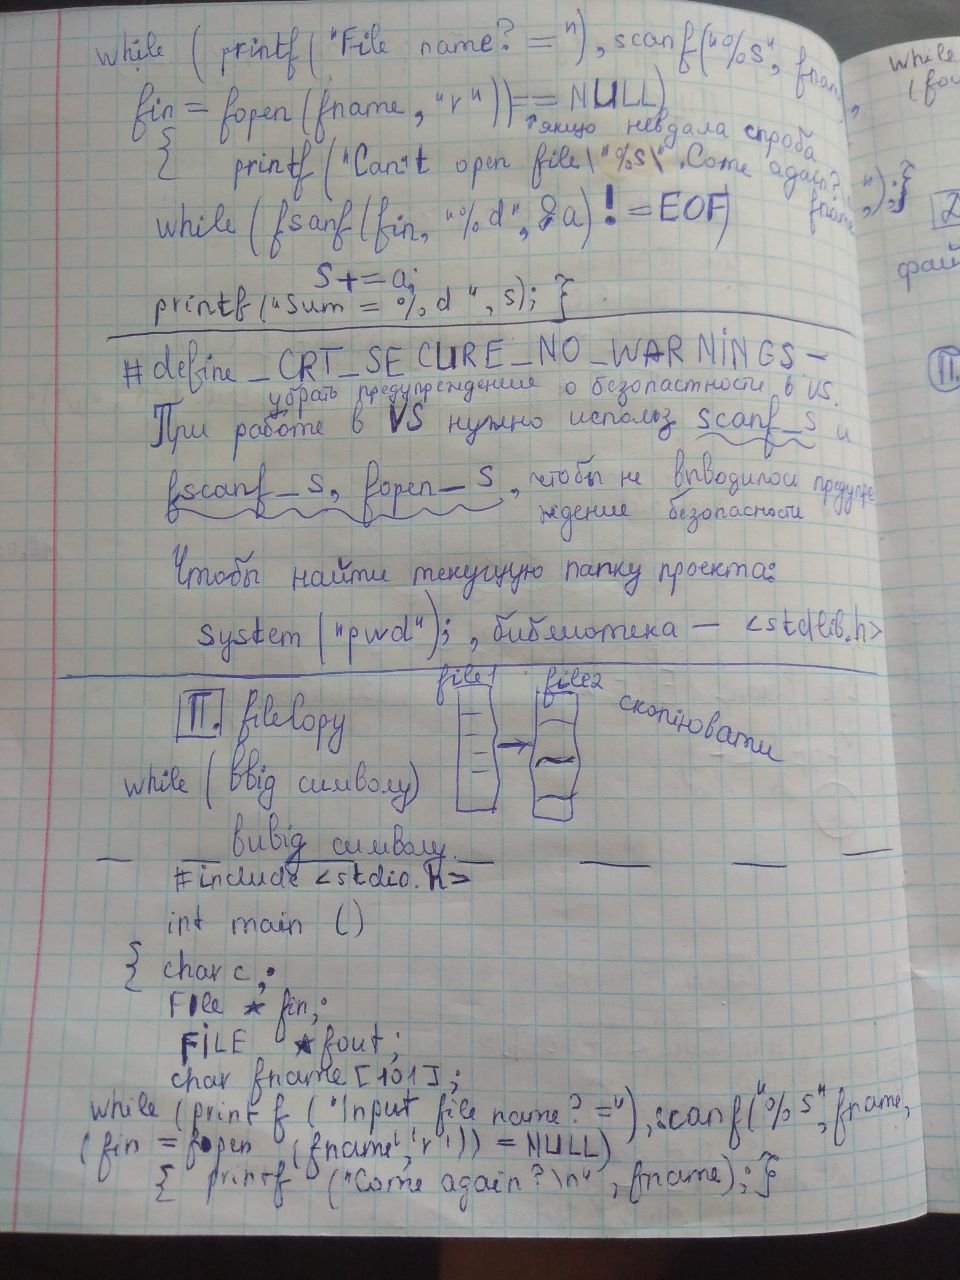 while ( printf("File name? = "), scanf("%s", fname),
fin = fopen(fname, "r")) == NULL)
↑якщо невдала спроба
{ printf("Can't open file\"%s\". Come again?
", fname);}
while (fsanf(fin, "%d", &a) != EOF)
S += a;
printf("Sum = %d", s); }
#define _CRT_SECURE_NO_WARNINGS –
убрать предупреждение о безопастности в VS.
При работе в VS нужно использ scanf_s и
fscanf_s, fopen_s, чтобы не выводилось предупре
ждение безопасности
Чтобы найти текущую папку проекта:
system ("pwd"); , библиотека – <stdlib.h>
file1 → file2 скопіювати
П. fileCopy
while (ввід символу)
вивід символу
#include <stdio.h>
int main ()
{ char c;
FIle * fin;
FILE * fout;
char fname [101];
while (printf ("Input file name? ="), scanf("%s", fname,
(fin = fopen (fname, 'r')) = NULL)
{ printf ("Come again?\n", fname); }
while
(fou
2
фай
П.